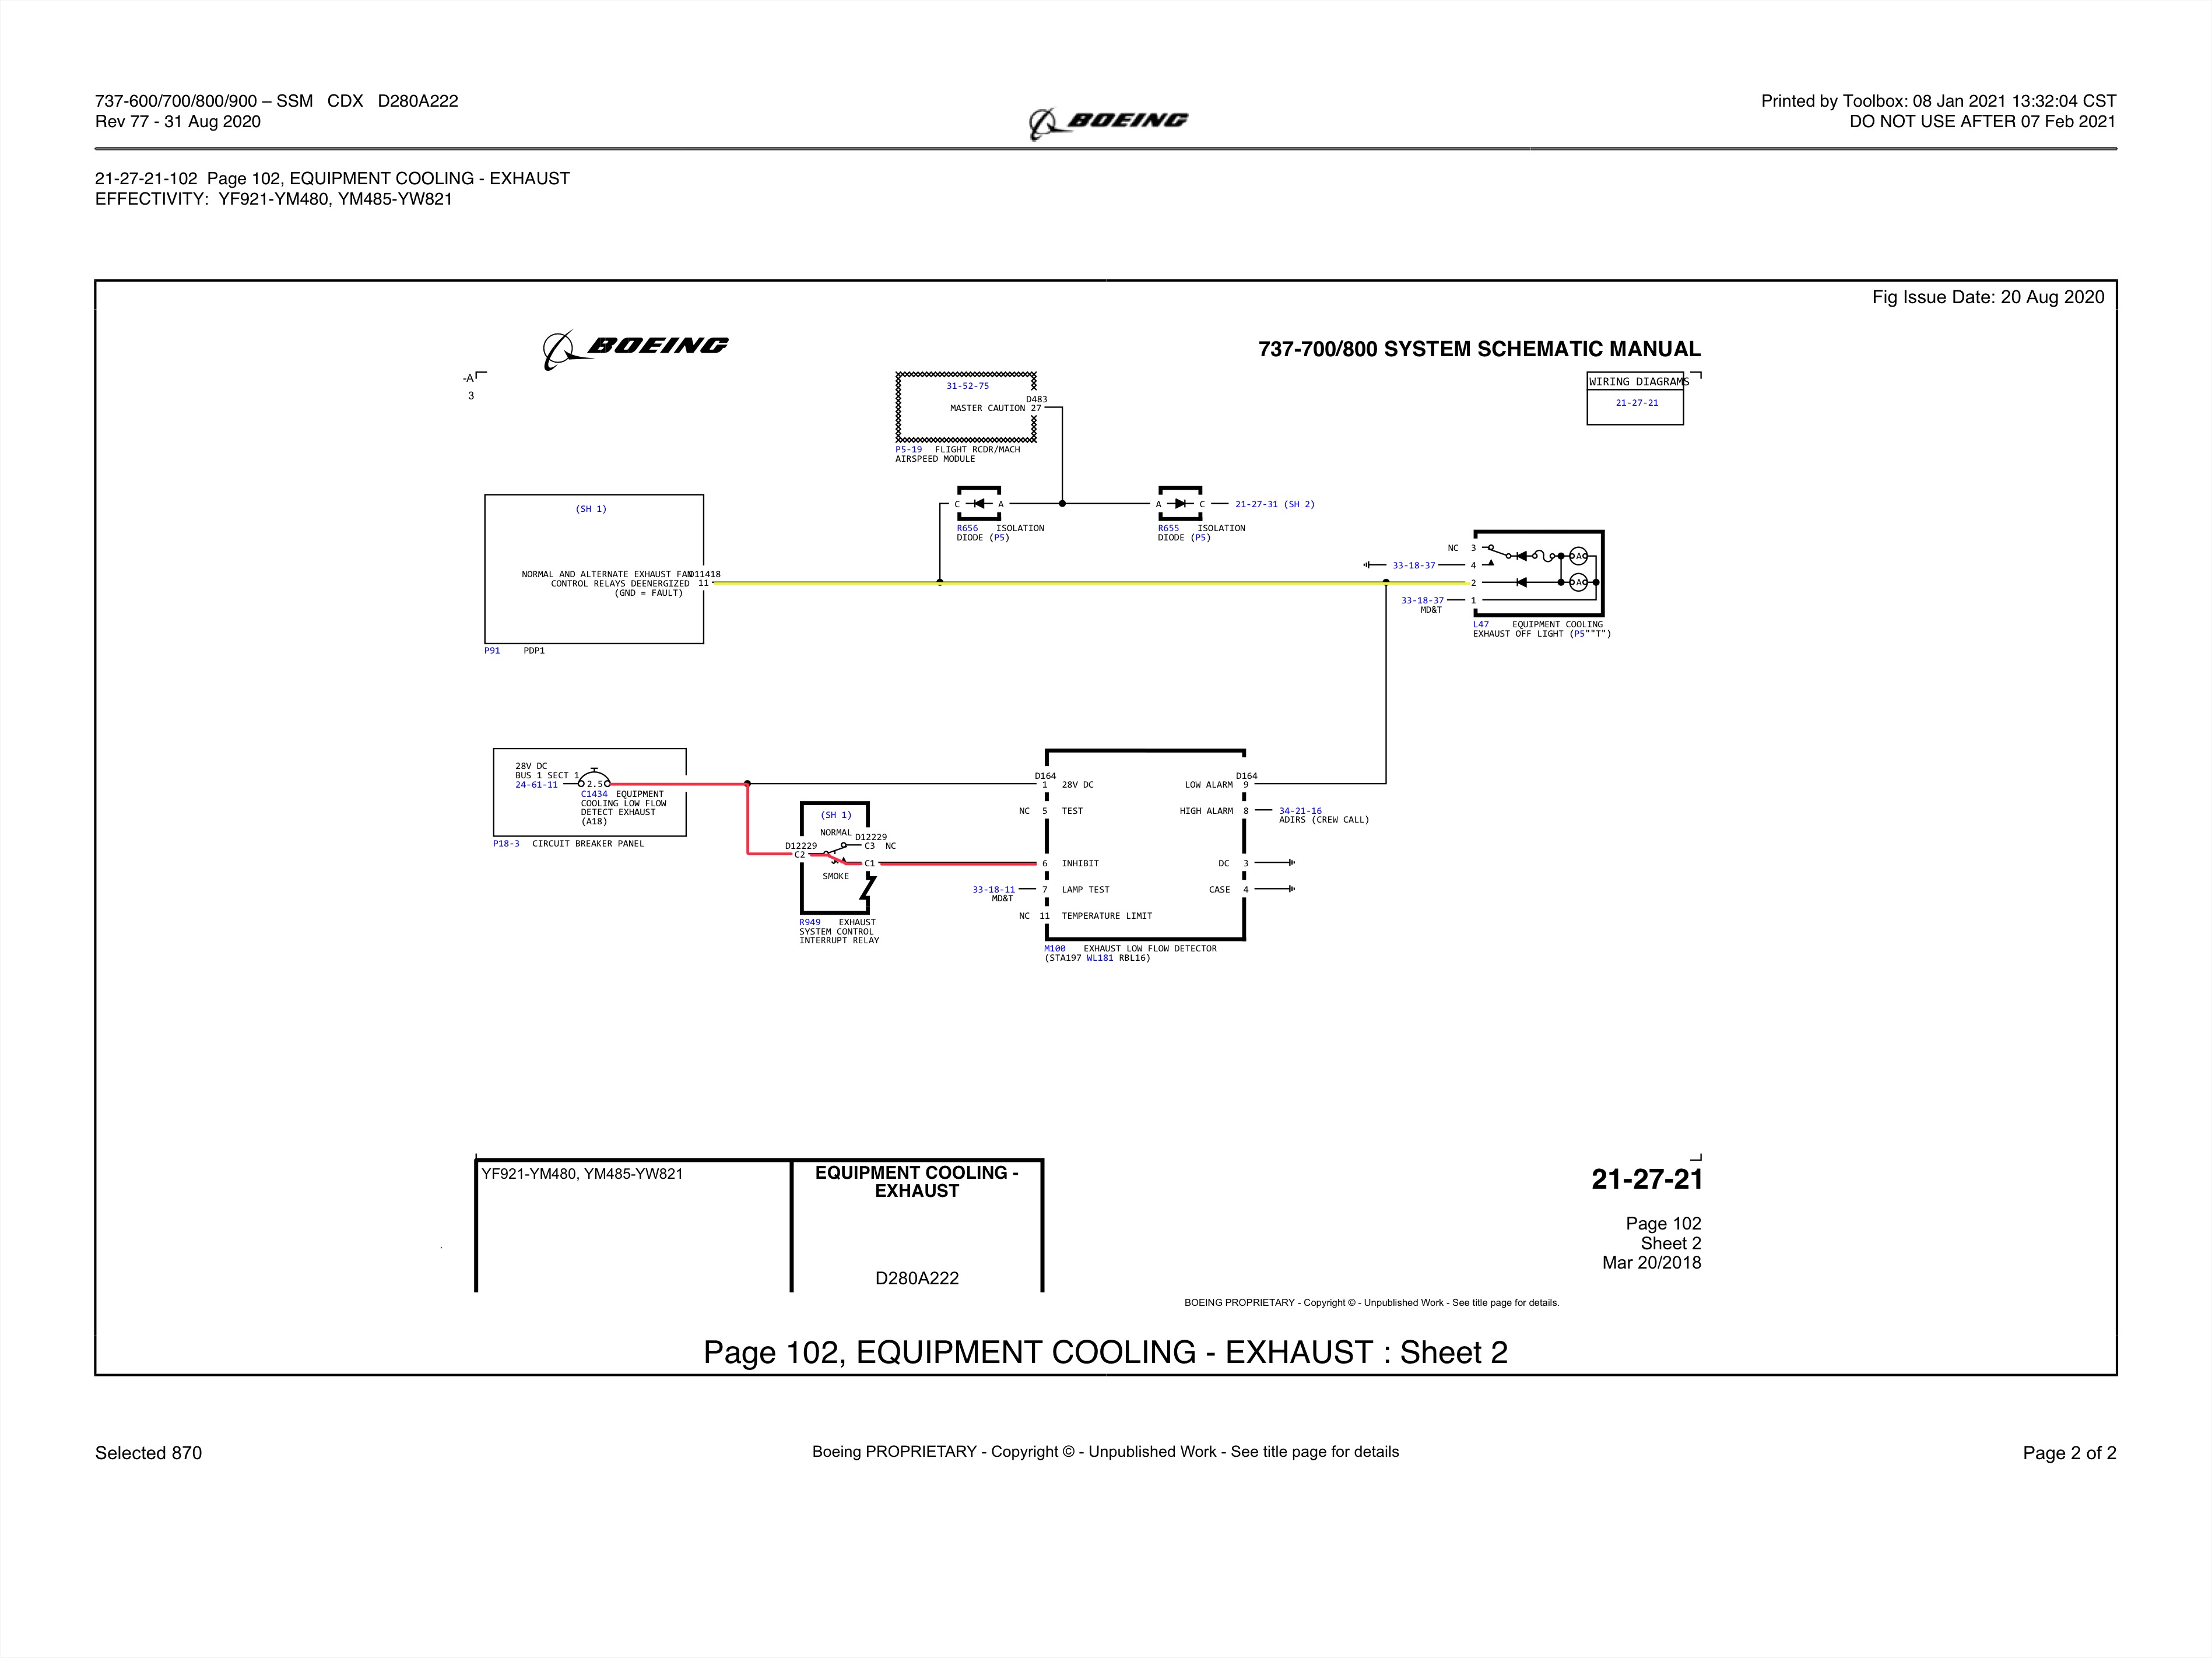 737-600/700/800/900 – SSM   CDX   D280A222
Rev 77 - 31 Aug 2020
BOEING
Printed by Toolbox: 08 Jan 2021 13:32:04 CST
DO NOT USE AFTER 07 Feb 2021
21-27-21-102  Page 102, EQUIPMENT COOLING - EXHAUST
EFFECTIVITY:  YF921-YM480, YM485-YW821
Fig Issue Date: 20 Aug 2020
BOEING
737-700/800 SYSTEM SCHEMATIC MANUAL
-A
3
WIRING DIAGRAMS
21-27-21
31-52-75
D483
MASTER CAUTION 27
P5-19 FLIGHT RCDR/MACH
AIRSPEED MODULE
C A
R656 ISOLATION
DIODE (P5)
A C 21-27-31 (SH 2)
R655 ISOLATION
DIODE (P5)
(SH 1)
NORMAL AND ALTERNATE EXHAUST FAN D11418
CONTROL RELAYS DEENERGIZED 11
(GND = FAULT)
P91 PDP1
NC 3
33-18-37 4
2
33-18-37 1
MD&T
A
A
L47 EQUIPMENT COOLING
EXHAUST OFF LIGHT (P5""T")
28V DC
BUS 1 SECT 1
24-61-11 2.5
C1434 EQUIPMENT
COOLING LOW FLOW
DETECT EXHAUST
(A18)
P18-3 CIRCUIT BREAKER PANEL
(SH 1)
NORMAL D12229
D12229 C3 NC
C2
C1
SMOKE
R949 EXHAUST
SYSTEM CONTROL
INTERRUPT RELAY
D164 D164
1 28V DC LOW ALARM 9
NC 5 TEST HIGH ALARM 8 34-21-16
ADIRS (CREW CALL)
6 INHIBIT DC 3
33-18-11 7 LAMP TEST CASE 4
MD&T
NC 11 TEMPERATURE LIMIT
M100 EXHAUST LOW FLOW DETECTOR
(STA197 WL181 RBL16)
YF921-YM480, YM485-YW821
EQUIPMENT COOLING -
EXHAUST
D280A222
21-27-21
Page 102
Sheet 2
Mar 20/2018
BOEING PROPRIETARY - Copyright © - Unpublished Work - See title page for details.
Page 102, EQUIPMENT COOLING - EXHAUST : Sheet 2
Selected 870
Boeing PROPRIETARY - Copyright © - Unpublished Work - See title page for details
Page 2 of 2